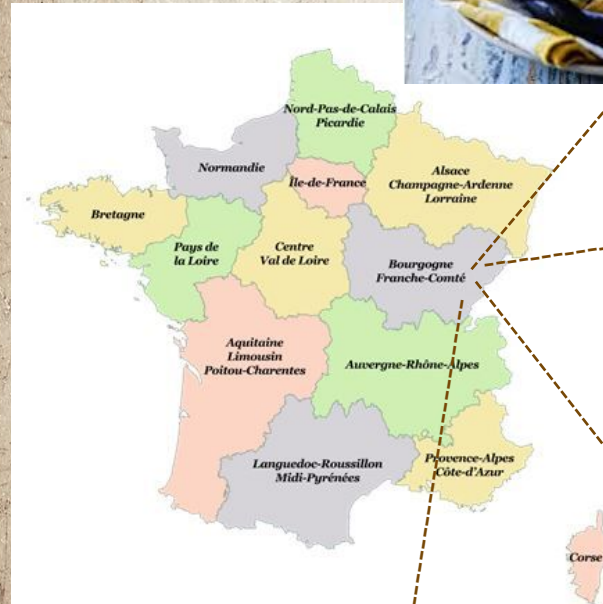 Nord-Pas-de-Calais
Picardie
Normandie
Île-de-France
Alsace
Champagne-Ardenne
Lorraine
Bretagne
Pays de
la Loire
Centre
Val de Loire
Bourgogne
Franche-Comté
Aquitaine
Limousin
Poitou-Charentes
Auvergne-Rhône-Alpes
Languedoc-Roussillon
Midi-Pyrénées
Provence-Alpes
Côte-d'Azur
Corse